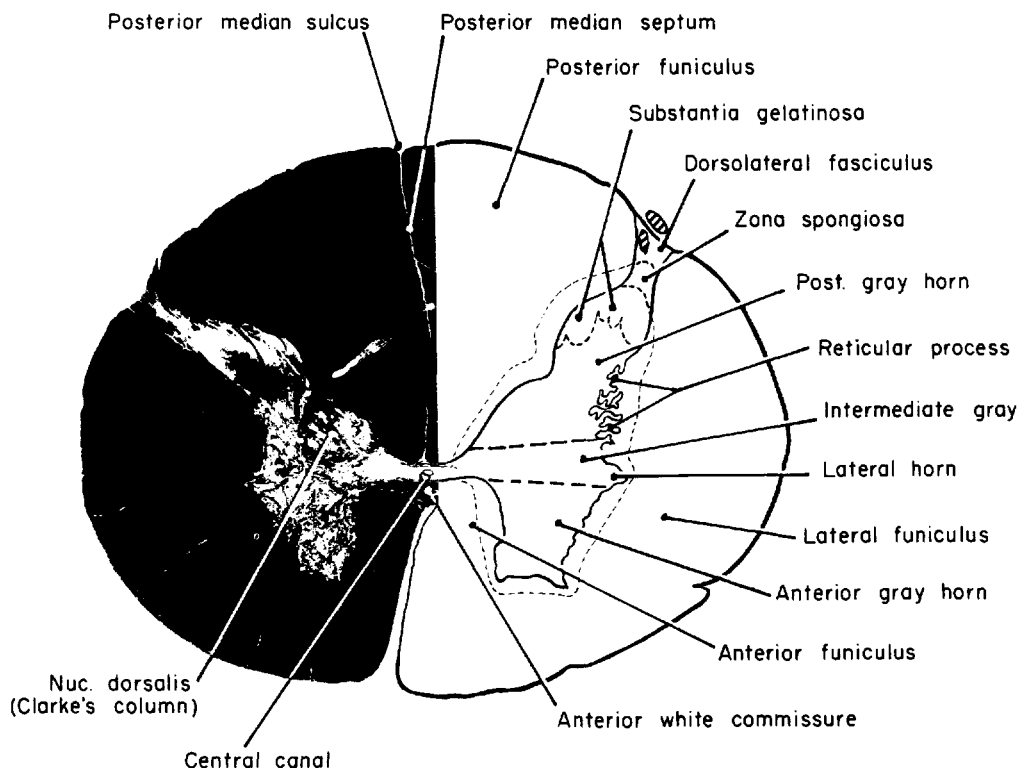 Posterior median sulcus
Posterior median septum
Posterior funiculus
Substantia gelatinosa
Dorsolateral fasciculus
Zona spongiosa
Post. gray horn
Reticular process
Intermediate gray
Lateral horn
Lateral funiculus
Anterior gray horn
Anterior funiculus
Anterior white commissure
Nuc. dorsalis
(Clarke's column)
Central canal